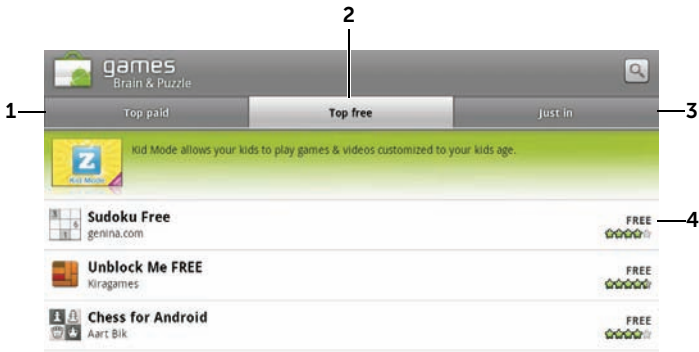 2
games
Brain & Puzzle
1
Top paid
Top free
Just in
3
Z
Kid Mode
Kid Mode allows your kids to play games & videos customized to your kids age.
Sudoku Free
FREE
4
genina.com
Unblock Me FREE
FREE
Kiragames
Chess for Android
FREE
Aart Bik